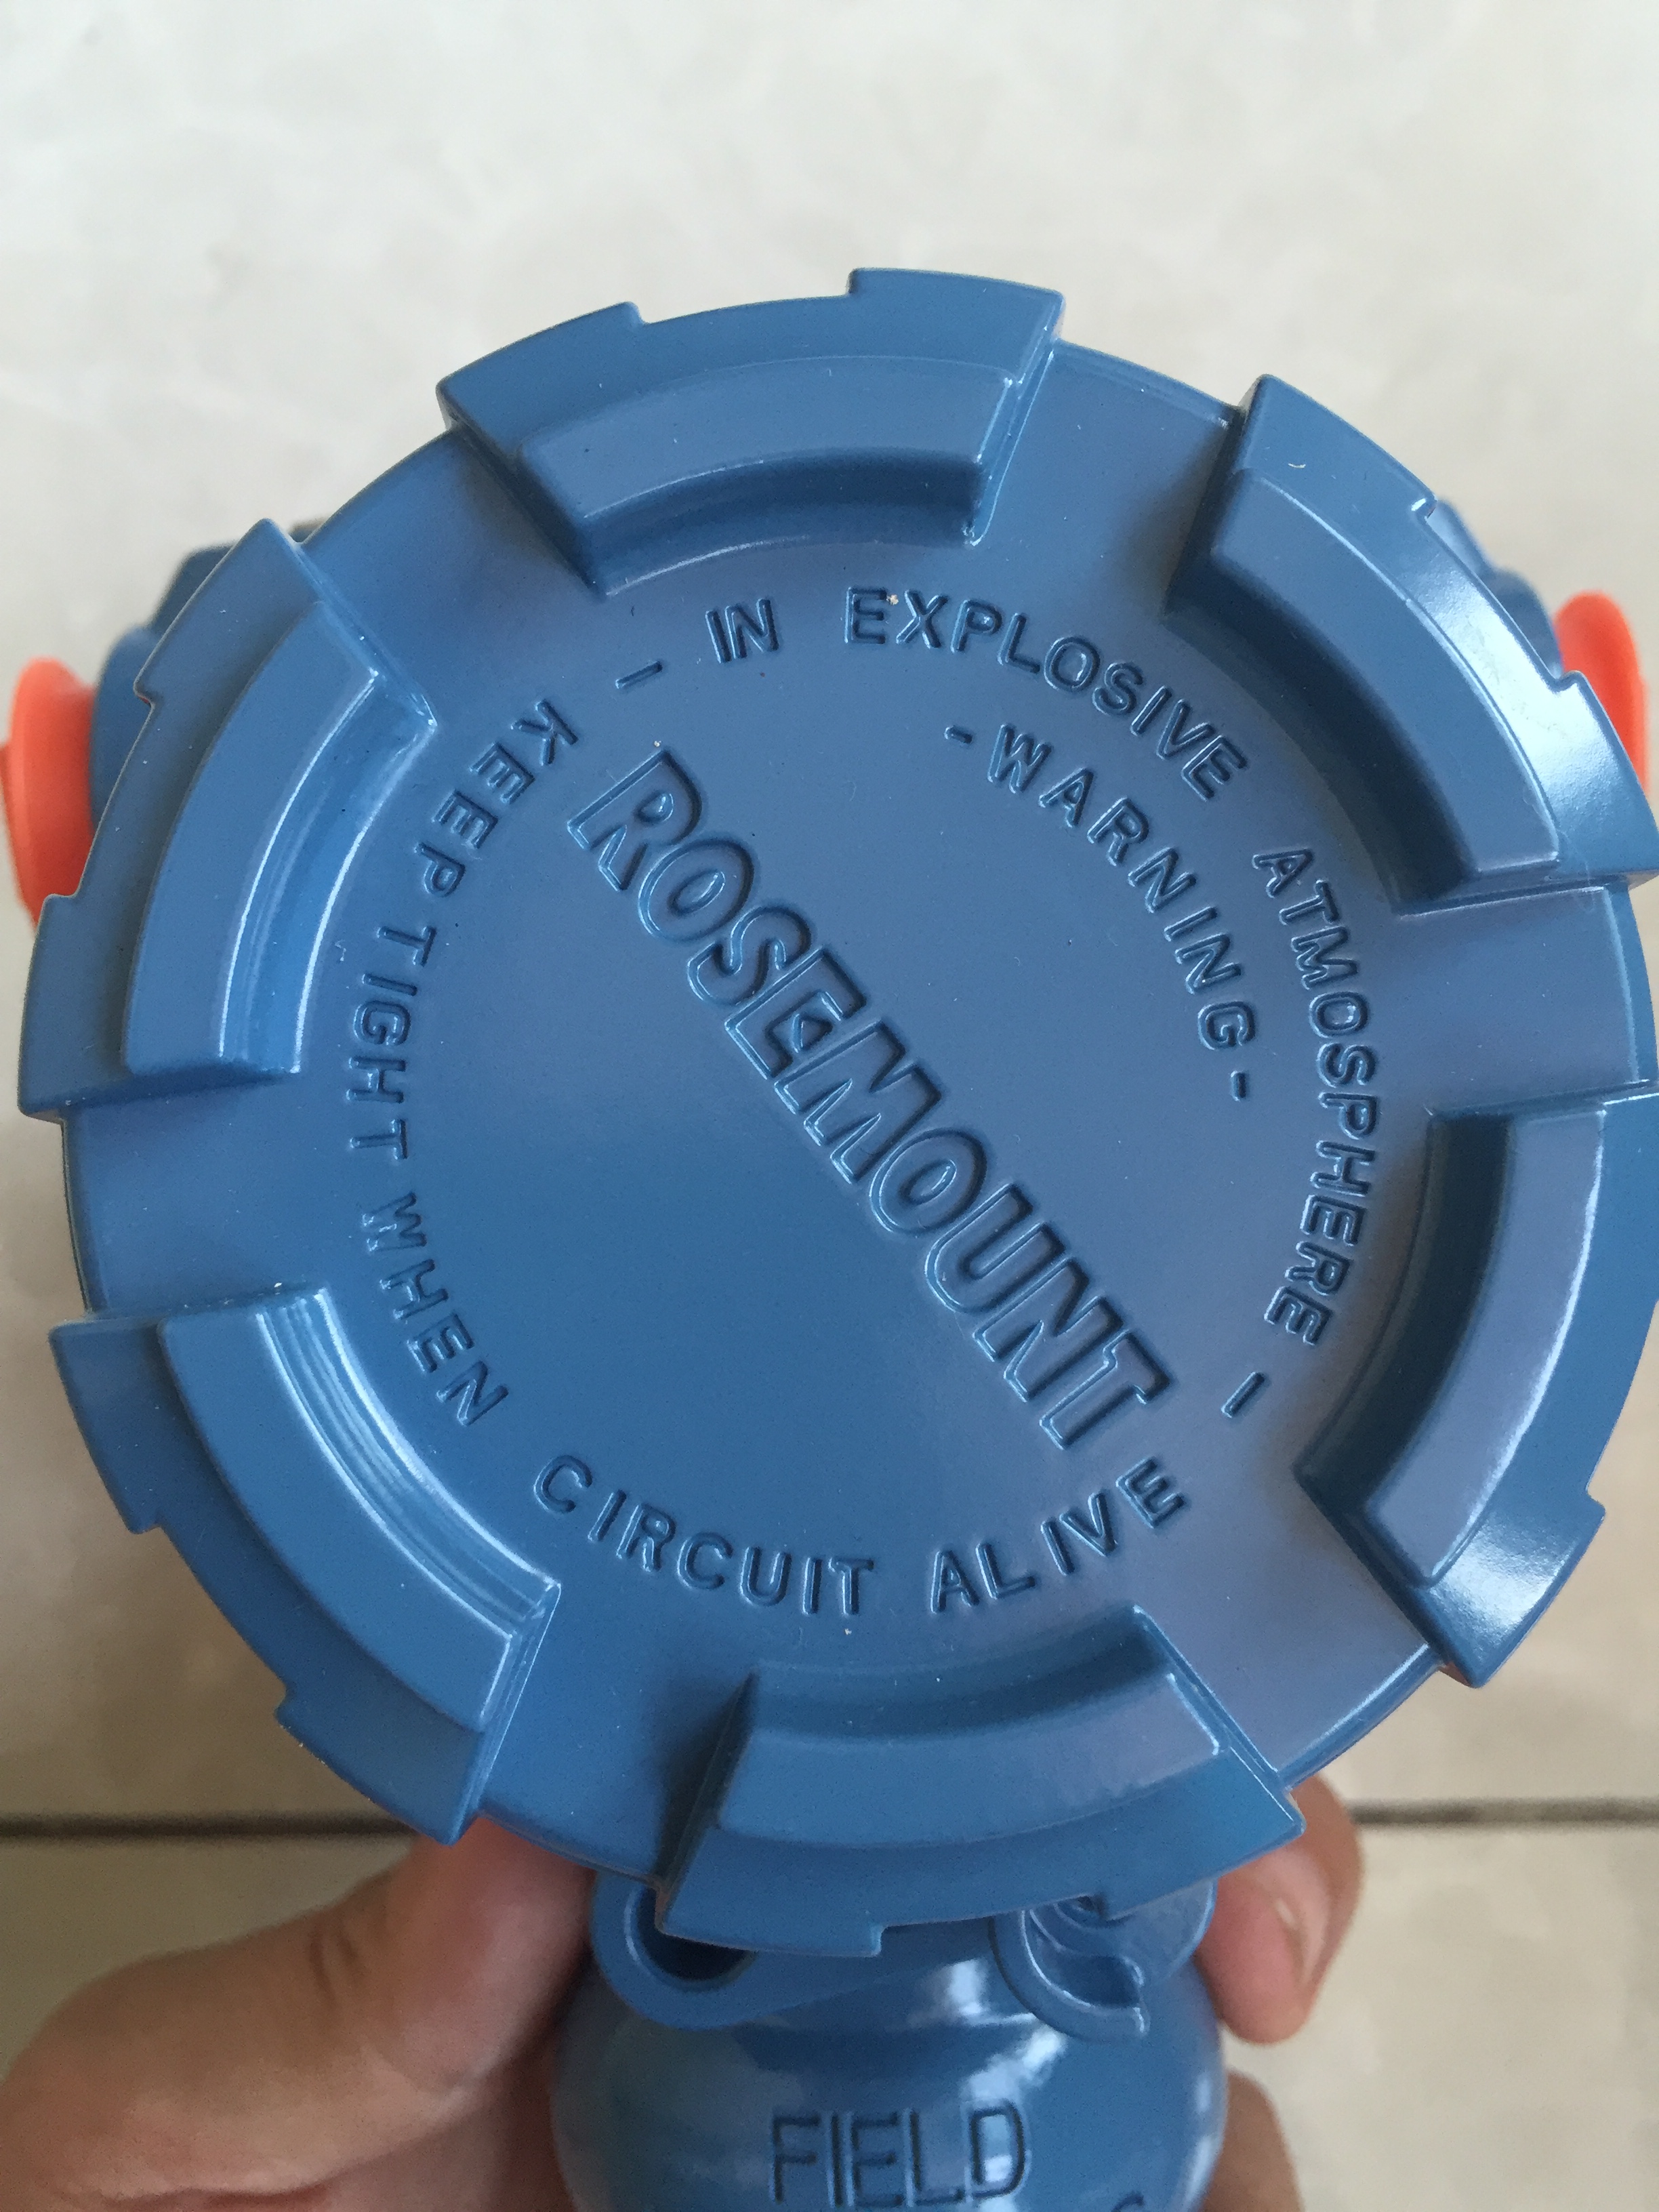 - WARNING -
- IN EXPLOSIVE ATMOSPHERE -
ROSEMOUNT
KEEP TIGHT WHEN CIRCUIT ALIVE
FIELD